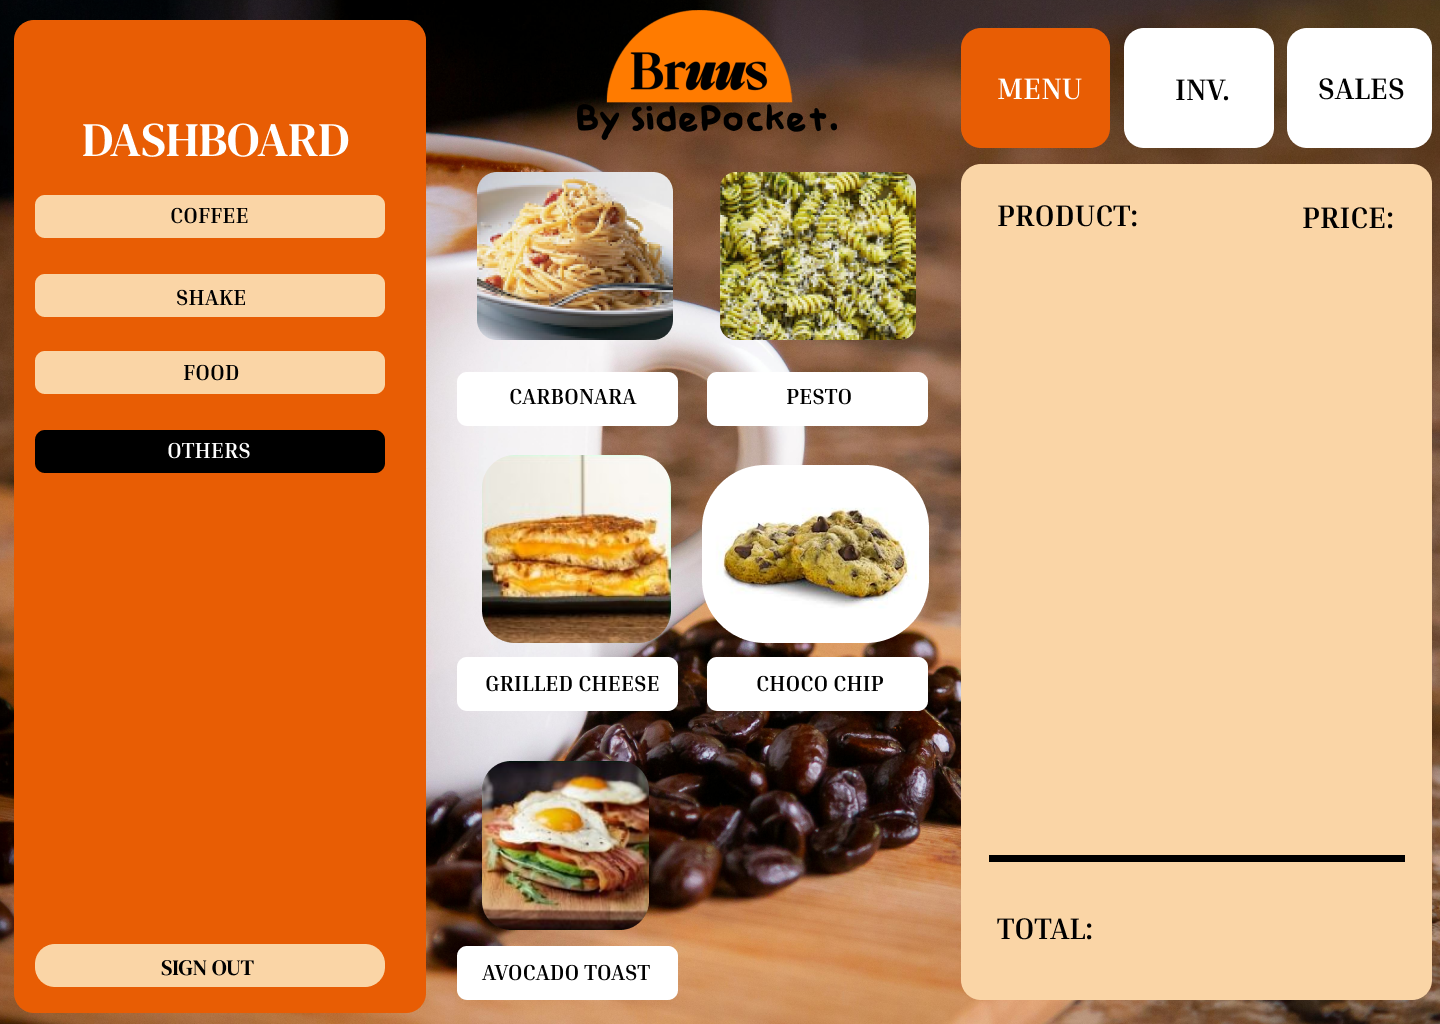 DASHBOARD
COFFEE
SHAKE
FOOD
OTHERS
SIGN OUT
Bruus
By SidePocket.
CARBONARA
PESTO
GRILLED CHEESE
CHOCO CHIP
AVOCADO TOAST
MENU
INV.
SALES
PRODUCT:
PRICE:
TOTAL: